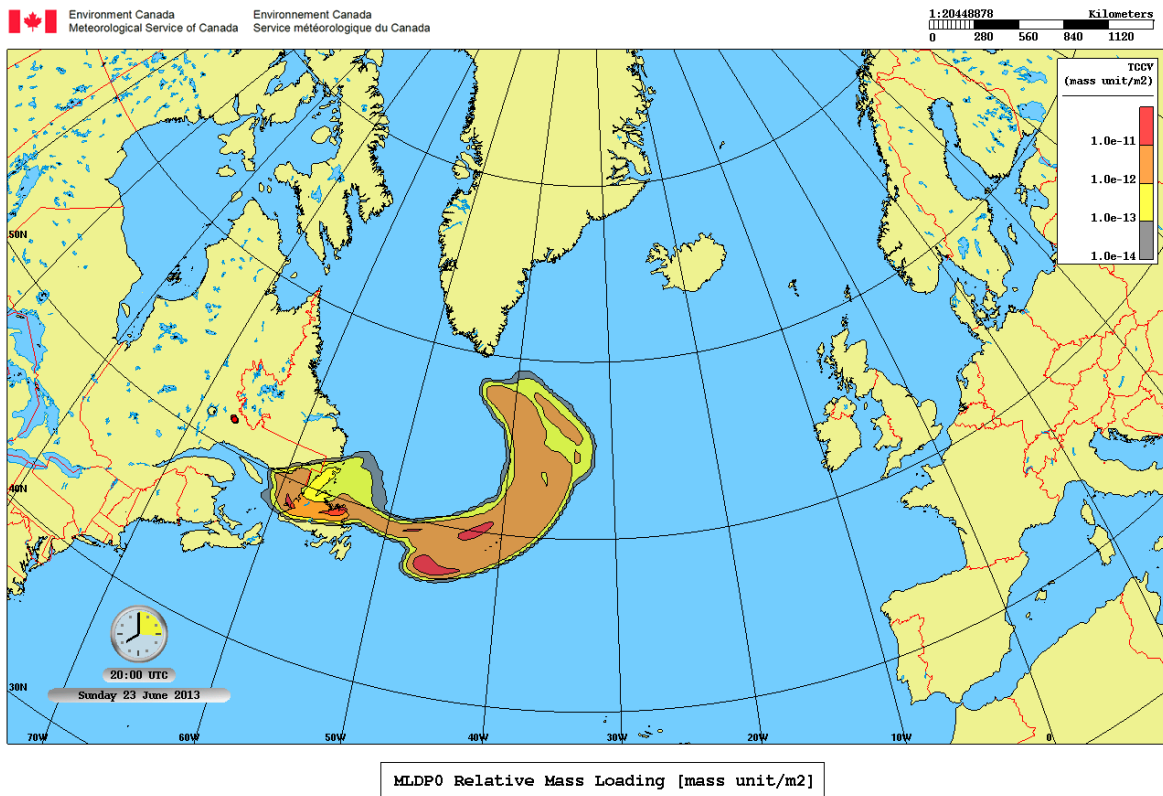 Environment Canada
Meteorological Service of Canada
Environnement Canada
Service météorologique du Canada
1:20448878 Kilometers
0 280 560 840 1120
TCCV
(mass unit/m2)
1.0e-11
1.0e-12
1.0e-13
1.0e-14
50N
40N
30N
20:00 UTC
Sunday 23 June 2013
70W 60W 50W 40W 30W 20W 10W 0
MLDP0 Relative Mass Loading [mass unit/m2]